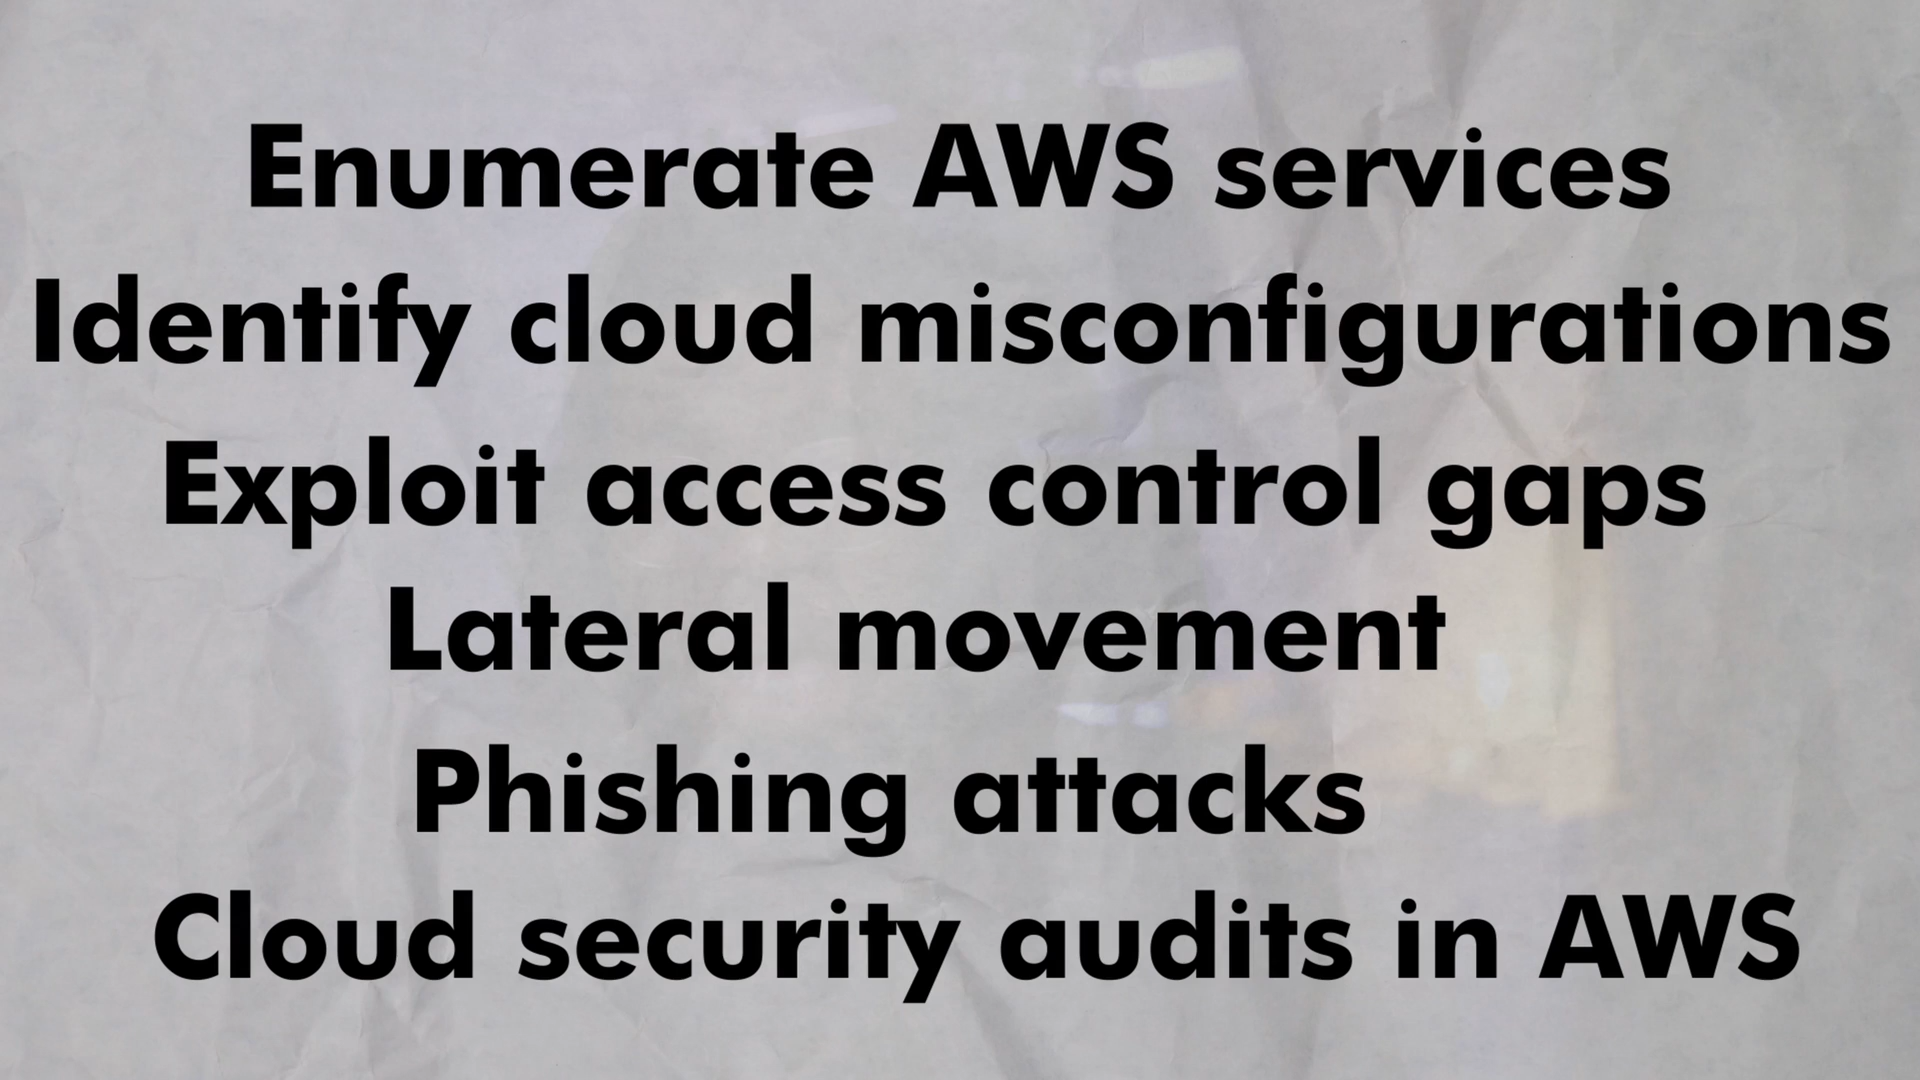 Enumerate AWS services
Identify cloud misconfigurations
Exploit access control gaps
Lateral movement
Phishing attacks
Cloud security audits in AWS